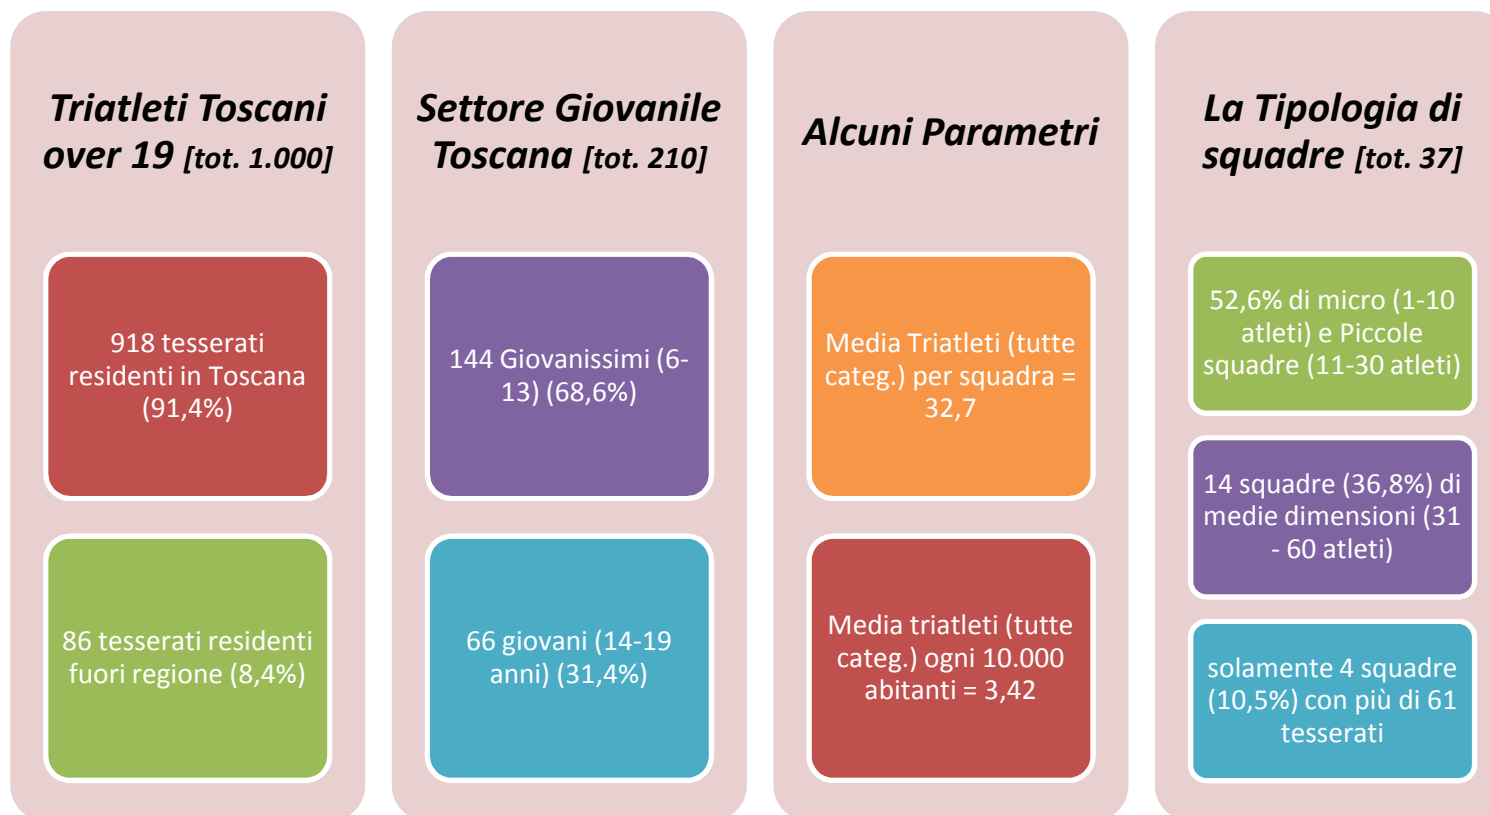 Triatleti Toscani
over 19 [tot. 1.000]
918 tesserati
residenti in Toscana
(91,4%)
86 tesserati residenti
fuori regione (8,4%)
Settore Giovanile
Toscana [tot. 210]
144 Giovanissimi (6-
13) (68,6%)
66 giovani (14-19
anni) (31,4%)
Alcuni Parametri
Media Triatleti (tutte
categ.) per squadra =
32,7
Media triatleti (tutte
categ.) ogni 10.000
abitanti = 3,42
La Tipologia di
squadre [tot. 37]
52,6% di micro (1-10
atleti) e Piccole
squadre (11-30 atleti)
14 squadre (36,8%) di
medie dimensioni (31
- 60 atleti)
solamente 4 squadre
(10,5%) con più di 61
tesserati